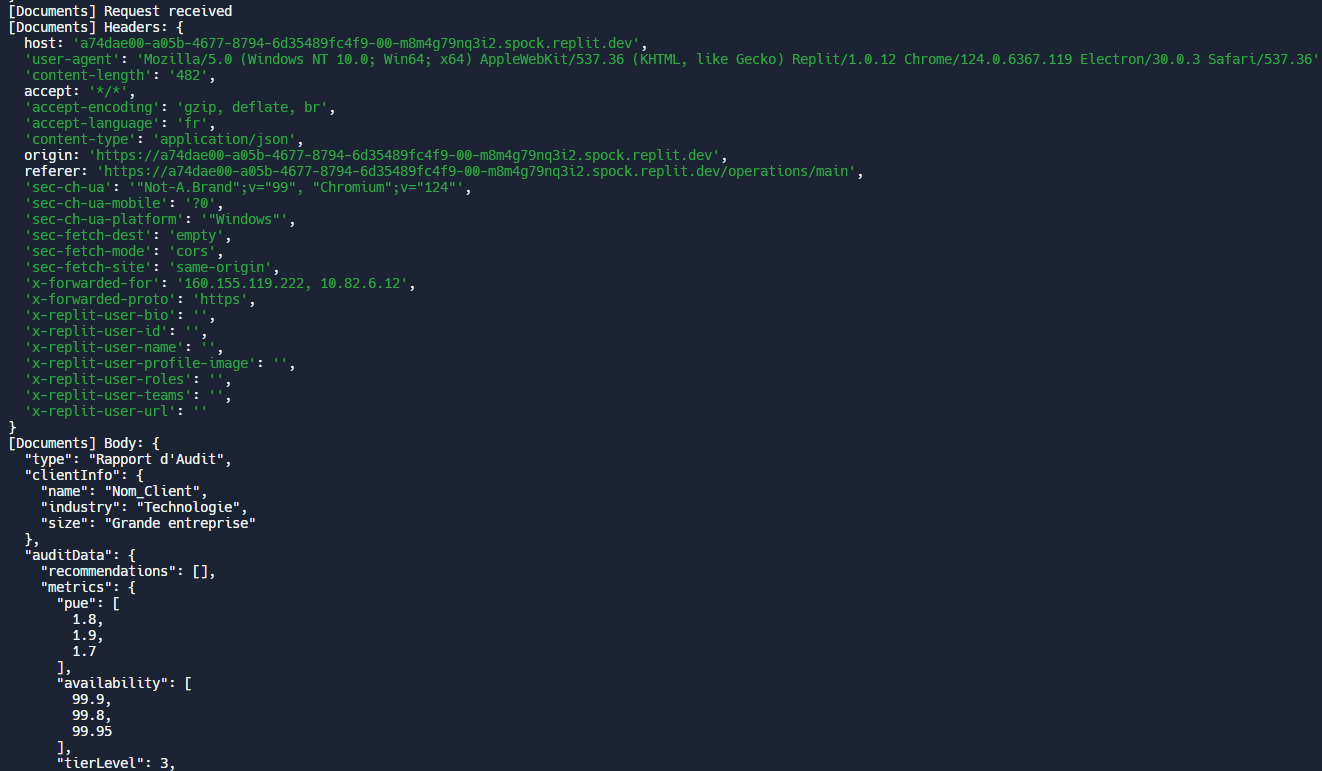 [Documents] Request received
[Documents] Headers: {
  host: 'a74dae00-a05b-4677-8794-6d35489fc4f9-00-m8m4g79nq3i2.spock.replit.dev',
  'user-agent': 'Mozilla/5.0 (Windows NT 10.0; Win64; x64) AppleWebKit/537.36 (KHTML, like Gecko) Replit/1.0.12 Chrome/124.0.6367.119 Electron/30.0.3 Safari/537.36'
  'content-length': '482',
  accept: '*/*',
  'accept-encoding': 'gzip, deflate, br',
  'accept-language': 'fr',
  'content-type': 'application/json',
  origin: 'https://a74dae00-a05b-4677-8794-6d35489fc4f9-00-m8m4g79nq3i2.spock.replit.dev',
  referer: 'https://a74dae00-a05b-4677-8794-6d35489fc4f9-00-m8m4g79nq3i2.spock.replit.dev/operations/main',
  'sec-ch-ua': '"Not-A.Brand";v="99", "Chromium";v="124"',
  'sec-ch-ua-mobile': '?0',
  'sec-ch-ua-platform': '"Windows"',
  'sec-fetch-dest': 'empty',
  'sec-fetch-mode': 'cors',
  'sec-fetch-site': 'same-origin',
  'x-forwarded-for': '160.155.119.222, 10.82.6.12',
  'x-forwarded-proto': 'https',
  'x-replit-user-bio': '',
  'x-replit-user-id': '',
  'x-replit-user-name': '',
  'x-replit-user-profile-image': '',
  'x-replit-user-roles': '',
  'x-replit-user-teams': '',
  'x-replit-user-url': ''
}
[Documents] Body: {
  "type": "Rapport d'Audit",
  "clientInfo": {
    "name": "Nom_Client",
    "industry": "Technologie",
    "size": "Grande entreprise"
  },
  "auditData": {
    "recommendations": [],
    "metrics": {
      "pue": [
        1.8,
        1.9,
        1.7
      ],
      "availability": [
        99.9,
        99.8,
        99.95
      ],
      "tierLevel": 3,